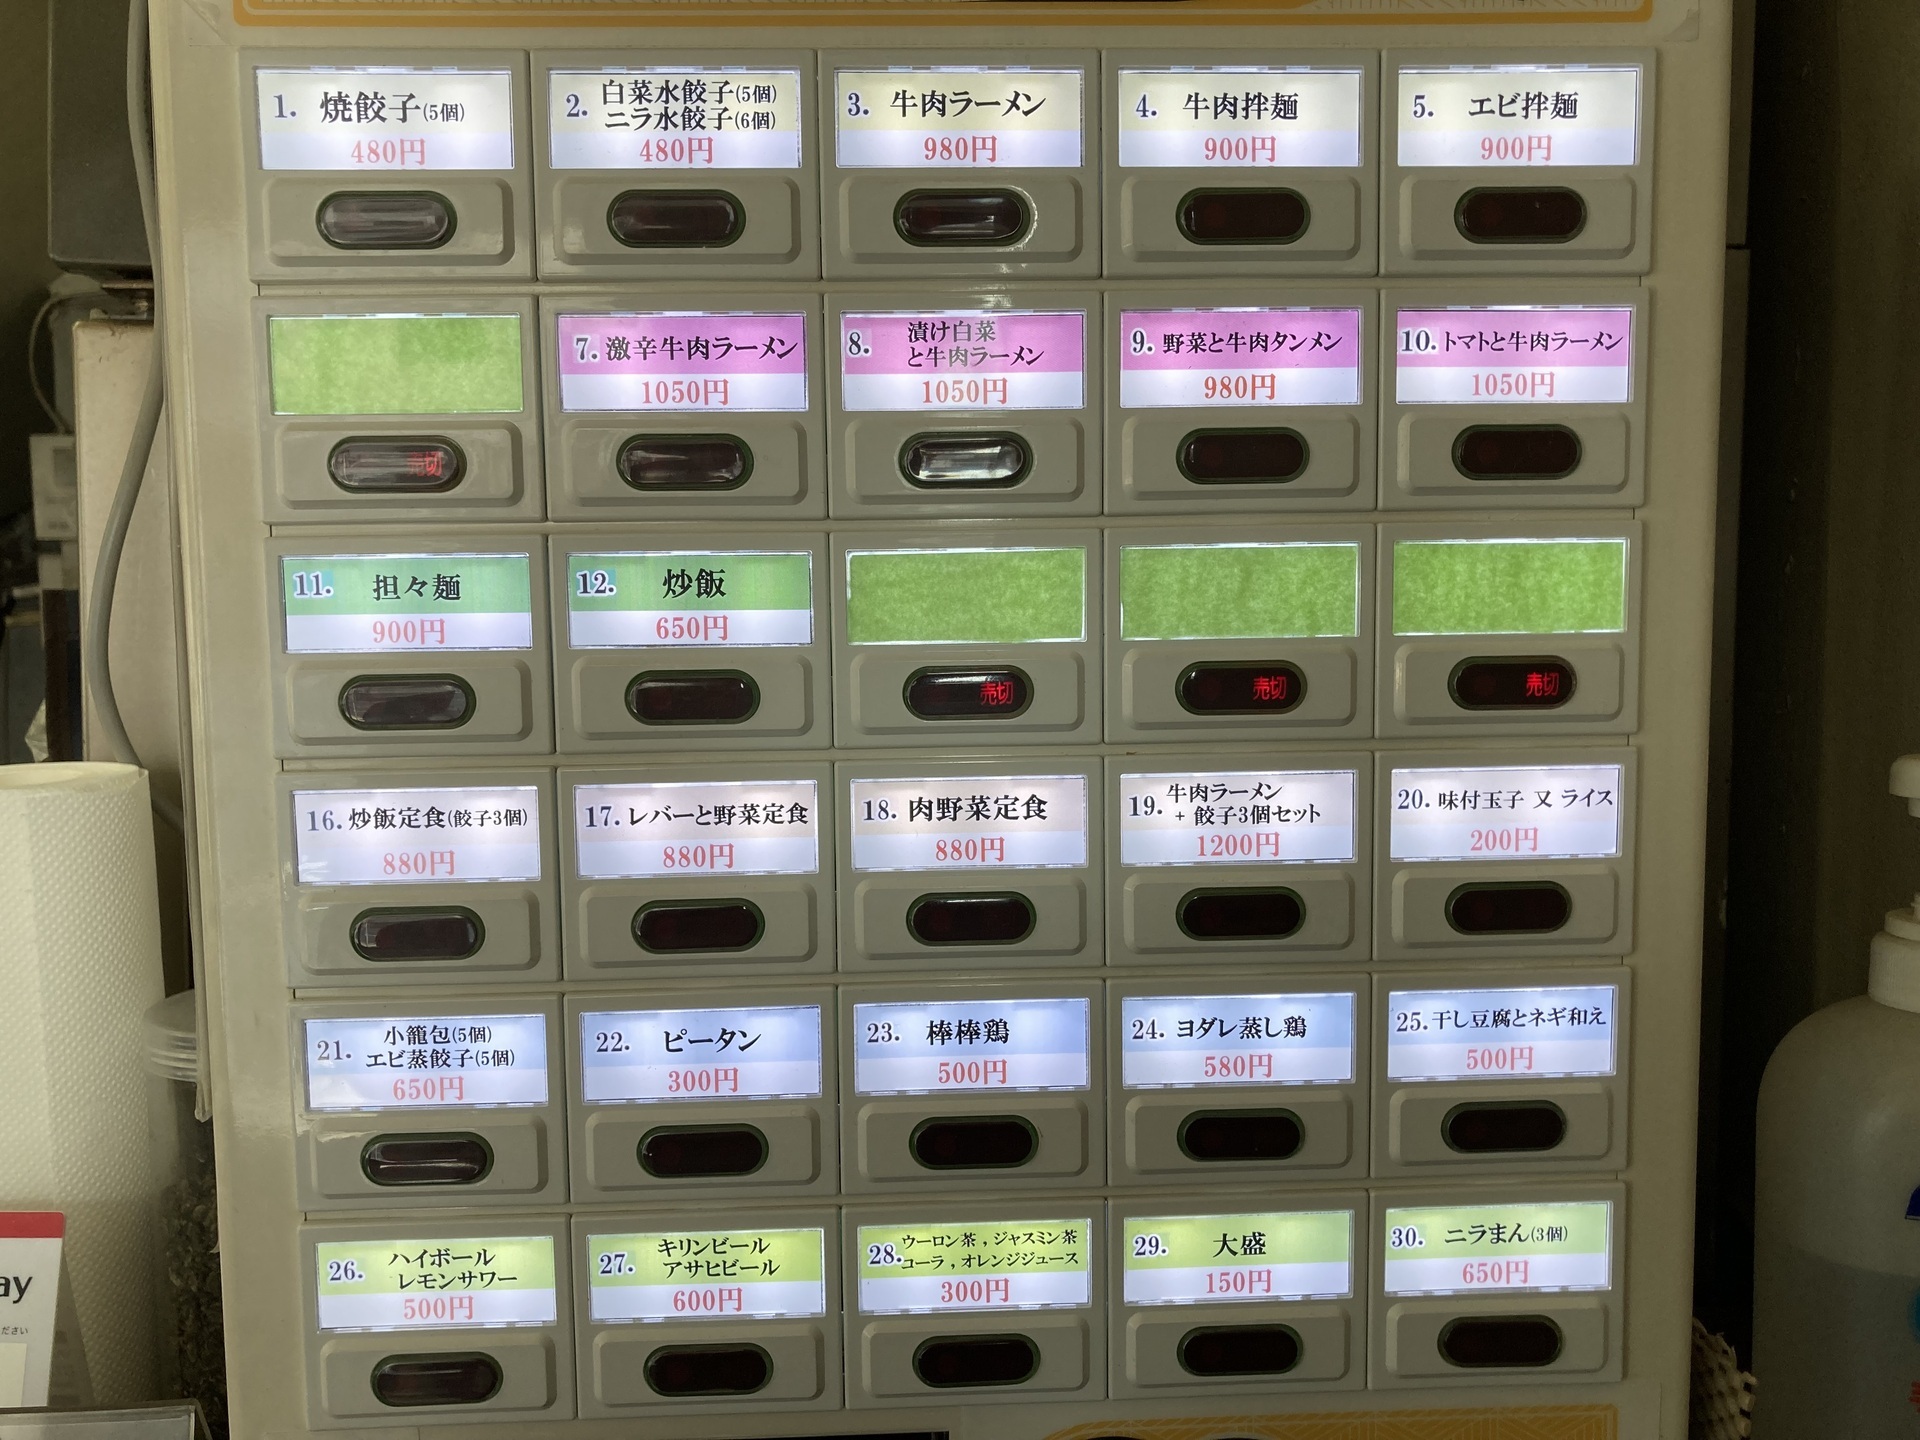 1. 焼餃子(5個)
480円
2. 白菜水餃子(5個)
ニラ水餃子(6個)
480円
3. 牛肉ラーメン
980円
4. 牛肉拌麺
900円
5. エビ拌麺
900円
売切
7. 激辛牛肉ラーメン
1050円
8. 漬け白菜
と牛肉ラーメン
1050円
9. 野菜と牛肉タンメン
980円
10. トマトと牛肉ラーメン
1050円
11. 担々麺
900円
12. 炒飯
650円
売切
売切
売切
16. 炒飯定食(餃子3個)
880円
17. レバーと野菜定食
880円
18. 肉野菜定食
880円
19. 牛肉ラーメン
+ 餃子3個セット
1200円
20. 味付玉子 又 ライス
200円
21. 小籠包(5個)
エビ蒸餃子(5個)
650円
22. ピータン
300円
23. 棒棒鶏
500円
24. ヨダレ蒸し鶏
580円
25. 干し豆腐とネギ和え
500円
26. ハイボール
レモンサワー
500円
27. キリンビール
アサヒビール
600円
28. ウーロン茶 , ジャスミン茶
コーラ , オレンジジュース
300円
29. 大盛
150円
30. ニラまん(3個)
650円
ay
ださい